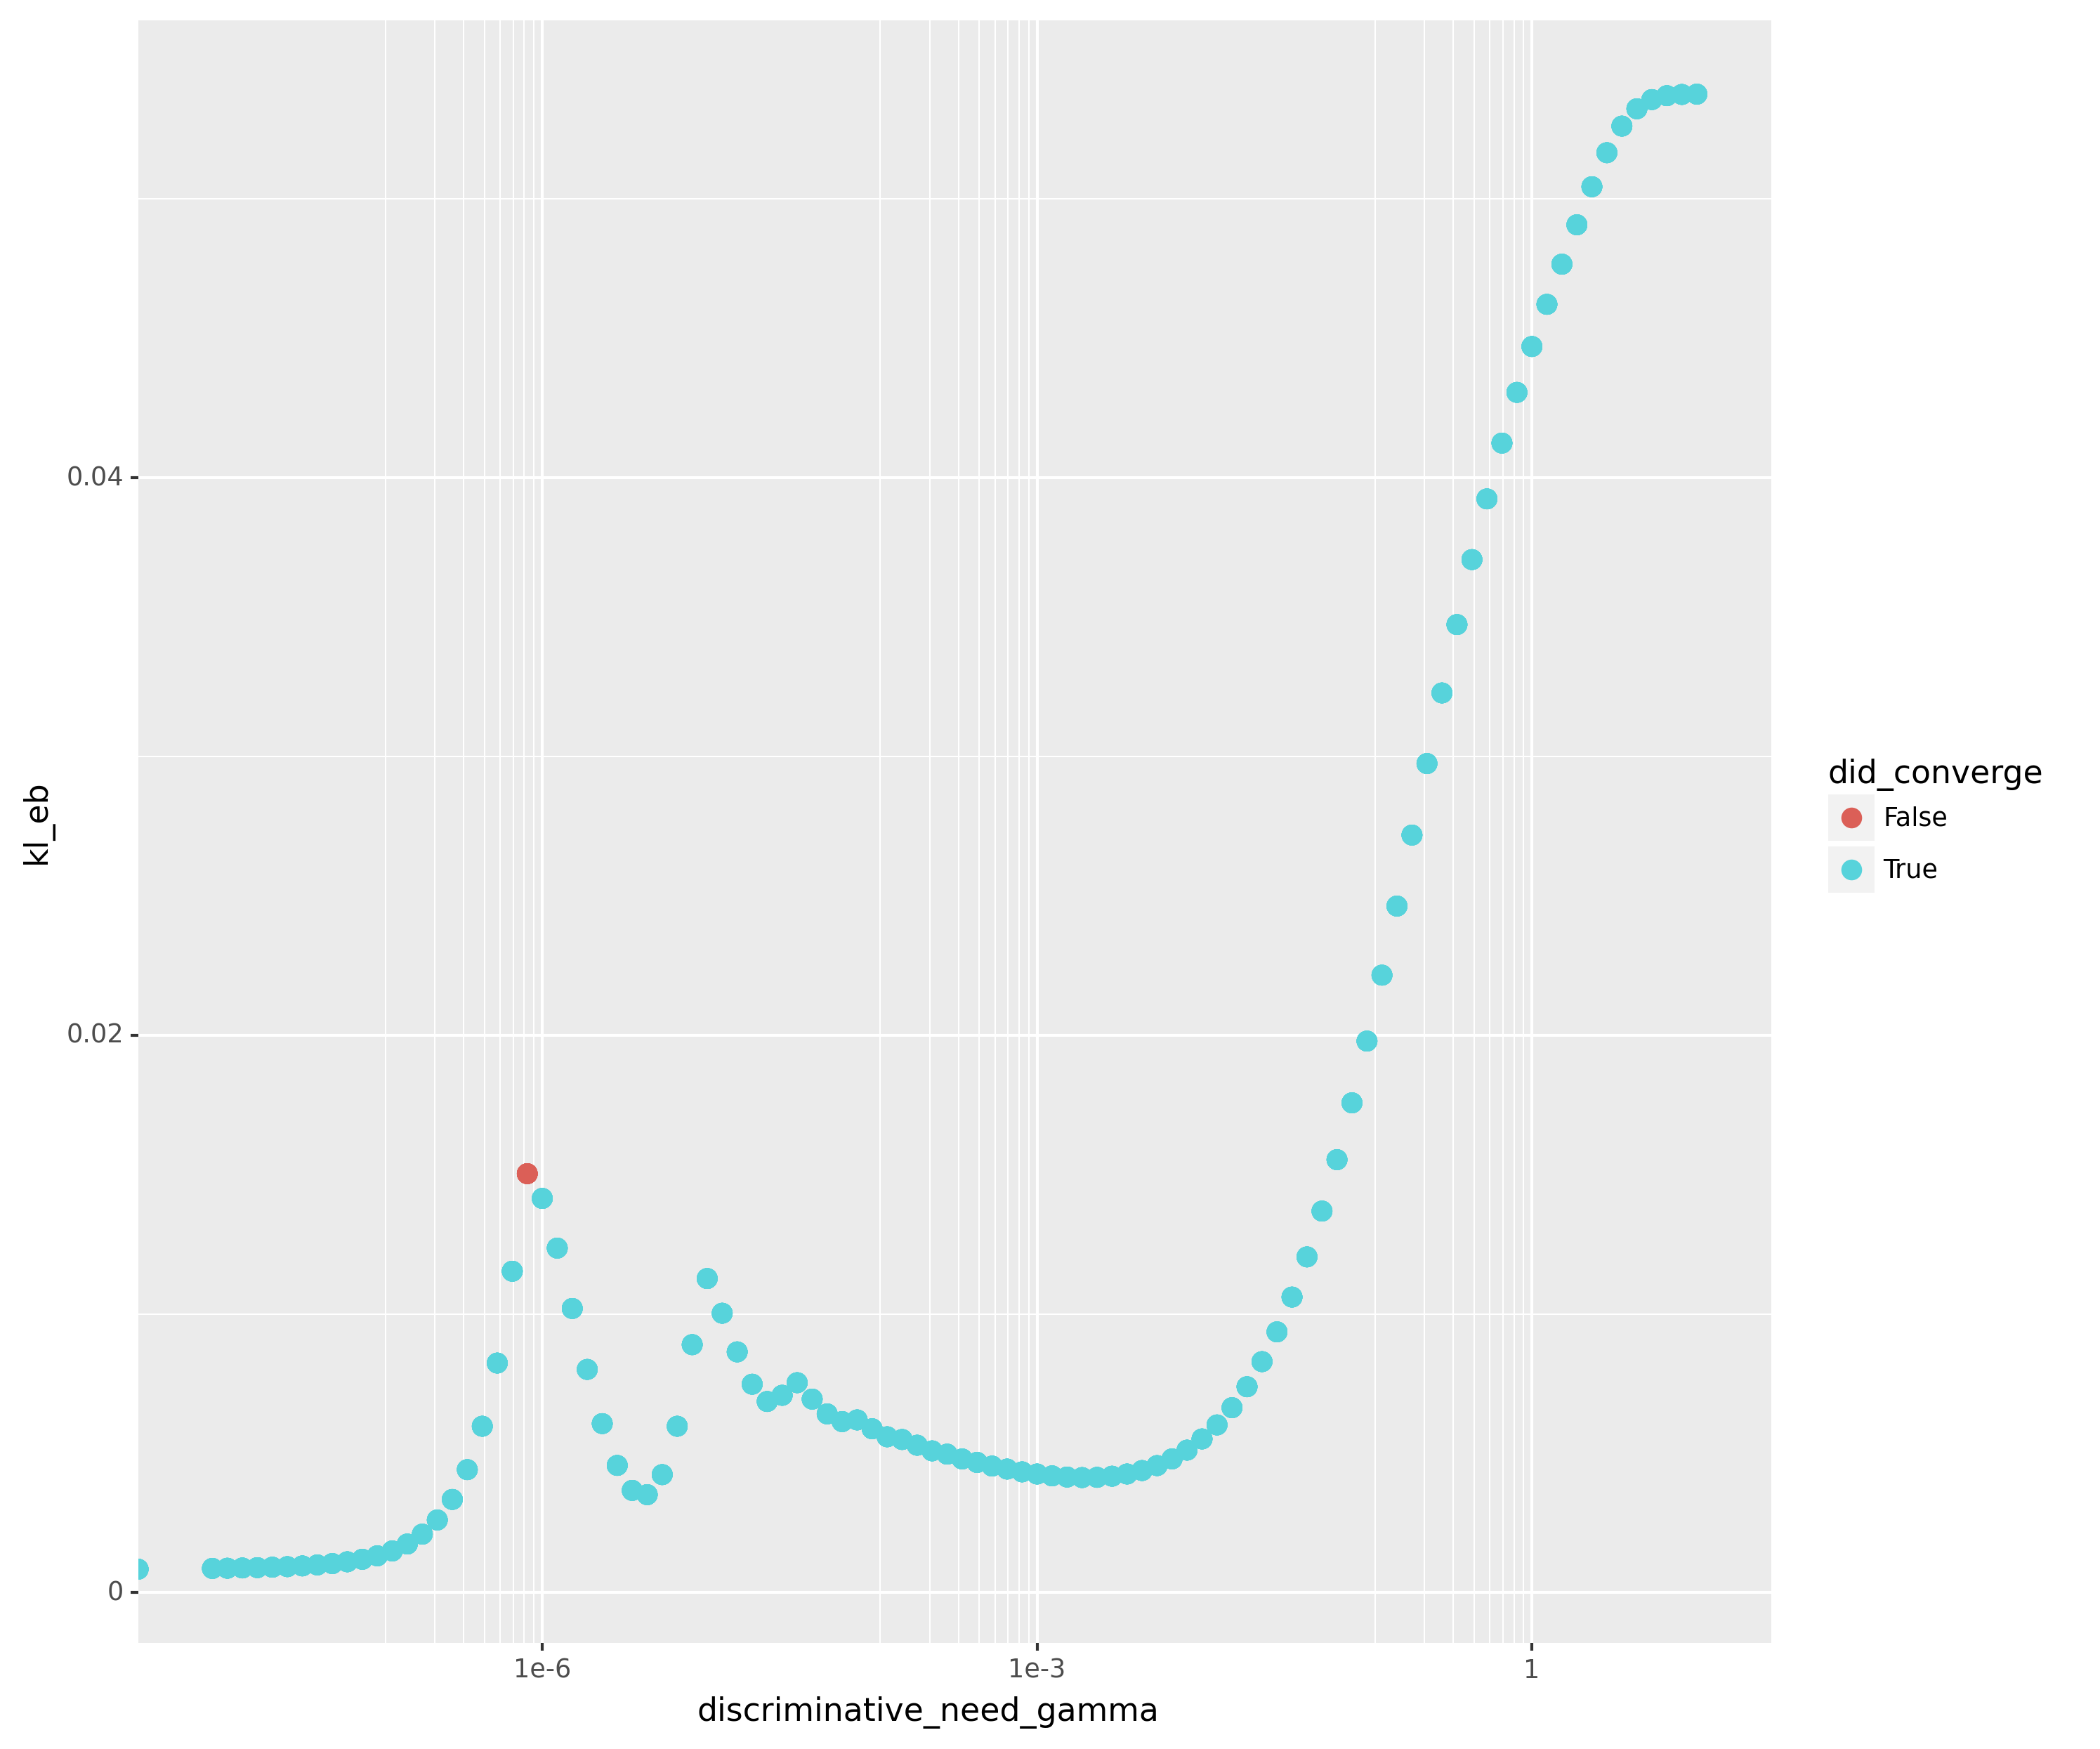 kl_eb
0.04
0.02
0
1e-6
1e-3
1
discriminative_need_gamma
did_converge
False
True